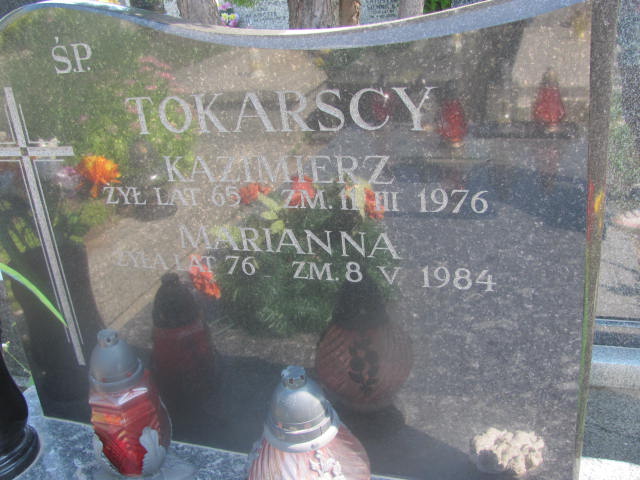 ŚP.
TOKARSCY
KAZIMIERZ
ŻYŁ LAT 65 ZM. 11 III 1976
MARIANNA
ŻYŁA LAT 76 ZM. 8 V 1984